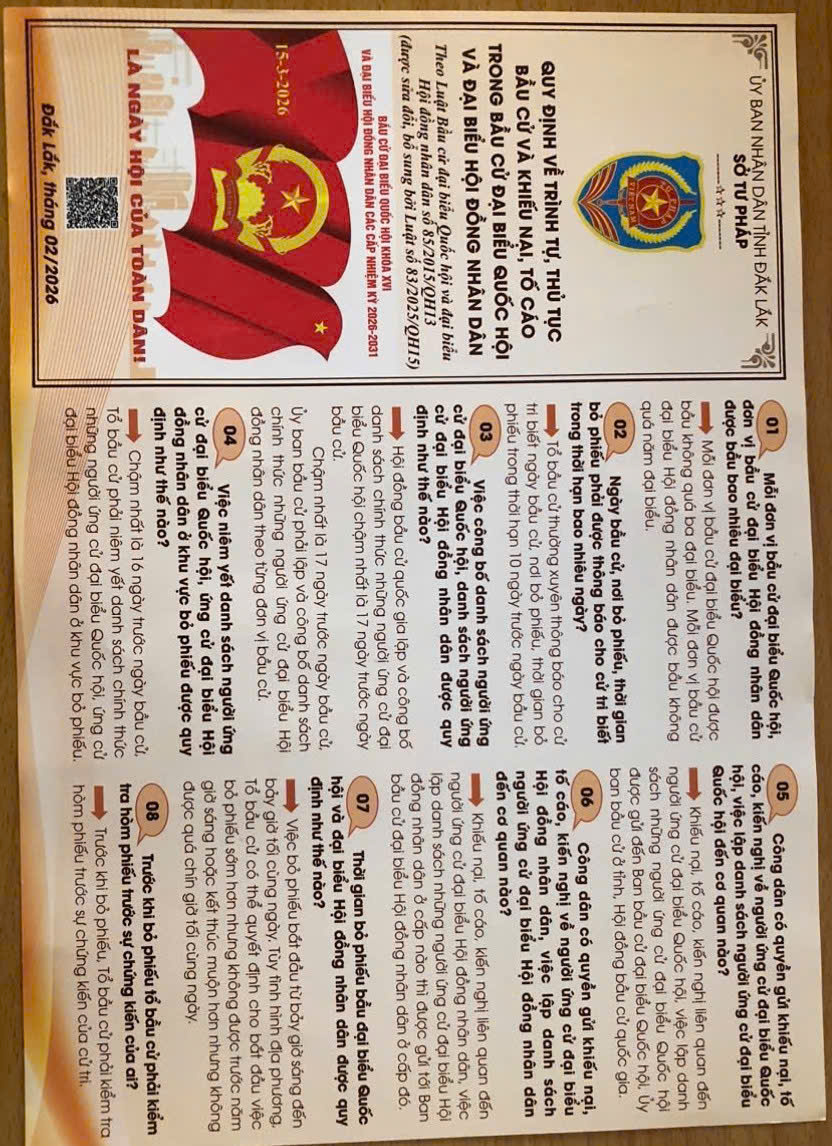 ỦY BAN NHÂN DÂN TỈNH ĐẮK LẮK
SỞ TƯ PHÁP
TƯ PHÁP
VIỆT NAM
QUY ĐỊNH VỀ TRÌNH TỰ, THỦ TỤC
BẦU CỬ VÀ KHIẾU NẠI, TỐ CÁO
TRONG BẦU CỬ ĐẠI BIỂU QUỐC HỘI
VÀ ĐẠI BIỂU HỘI ĐỒNG NHÂN DÂN
Theo Luật Bầu cử đại biểu Quốc hội và đại biểu
Hội đồng nhân dân số 85/2015/QH13
(được sửa đổi, bổ sung bởi Luật số 83/2025/QH15)
BẦU CỬ ĐẠI BIỂU QUỐC HỘI KHÓA XVI
VÀ ĐẠI BIỂU HỘI ĐỒNG NHÂN DÂN CÁC CẤP NHIỆM KỲ 2026-2031
15-3-2026
LÀ NGÀY HỘI CỦA TOÀN DÂN!
Đắk Lắk, tháng 02/2026
01 Mỗi đơn vị bầu cử đại biểu Quốc hội,
đơn vị bầu cử đại biểu Hội đồng nhân dân
được bầu bao nhiêu đại biểu?
Mỗi đơn vị bầu cử đại biểu Quốc hội được
bầu không quá ba đại biểu. Mỗi đơn vị bầu cử
đại biểu Hội đồng nhân dân được bầu không
quá năm đại biểu.
02 Ngày bầu cử, nơi bỏ phiếu, thời gian
bỏ phiếu phải được thông báo cho cử tri biết
trong thời hạn bao nhiêu ngày?
Tổ bầu cử thường xuyên thông báo cho cử
tri biết ngày bầu cử, nơi bỏ phiếu, thời gian bỏ
phiếu trong thời hạn 10 ngày trước ngày bầu cử.
03 Việc công bố danh sách người ứng
cử đại biểu Quốc hội, danh sách người ứng
cử đại biểu Hội đồng nhân dân được quy
định như thế nào?
Hội đồng bầu cử quốc gia lập và công bố
danh sách chính thức những người ứng cử đại
biểu Quốc hội chậm nhất là 17 ngày trước ngày
bầu cử.
Chậm nhất là 17 ngày trước ngày bầu cử,
Ủy ban bầu cử phải lập và công bố danh sách
chính thức những người ứng cử đại biểu Hội
đồng nhân dân theo từng đơn vị bầu cử.
04 Việc niêm yết danh sách người ứng
cử đại biểu Quốc hội, ứng cử đại biểu Hội
đồng nhân dân ở khu vực bỏ phiếu được quy
định như thế nào?
Chậm nhất là 16 ngày trước ngày bầu cử,
Tổ bầu cử phải niêm yết danh sách chính thức
những người ứng cử đại biểu Quốc hội, ứng cử
đại biểu Hội đồng nhân dân ở khu vực bỏ phiếu.
05 Công dân có quyền gửi khiếu nại, tố
cáo, kiến nghị về người ứng cử đại biểu Quốc
hội, việc lập danh sách người ứng cử đại biểu
Quốc hội đến cơ quan nào?
Khiếu nại, tố cáo, kiến nghị liên quan đến
người ứng cử đại biểu Quốc hội, việc lập danh
sách những người ứng cử đại biểu Quốc hội
được gửi đến Ban bầu cử đại biểu Quốc hội, Ủy
ban bầu cử ở tỉnh, Hội đồng bầu cử quốc gia.
06 Công dân có quyền gửi khiếu nại,
tố cáo, kiến nghị về người ứng cử đại biểu
Hội đồng nhân dân, việc lập danh sách
người ứng cử đại biểu Hội đồng nhân dân
đến cơ quan nào?
Khiếu nại, tố cáo, kiến nghị liên quan đến
người ứng cử đại biểu Hội đồng nhân dân, việc
lập danh sách những người ứng cử đại biểu Hội
đồng nhân dân ở cấp nào thì được gửi tới Ban
bầu cử đại biểu Hội đồng nhân dân ở cấp đó.
07 Thời gian bỏ phiếu bầu đại biểu Quốc
hội và đại biểu Hội đồng nhân dân được quy
định như thế nào?
Việc bỏ phiếu bắt đầu từ bảy giờ sáng đến
bảy giờ tối cùng ngày. Tùy tình hình địa phương,
Tổ bầu cử có thể quyết định cho bắt đầu việc
bỏ phiếu sớm hơn nhưng không được trước năm
giờ sáng hoặc kết thúc muộn hơn nhưng không
được quá chín giờ tối cùng ngày.
08 Trước khi bỏ phiếu tổ bầu cử phải kiểm
tra hòm phiếu trước sự chứng kiến của ai?
Trước khi bỏ phiếu, Tổ bầu cử phải kiểm tra
hòm phiếu trước sự chứng kiến của cử tri.